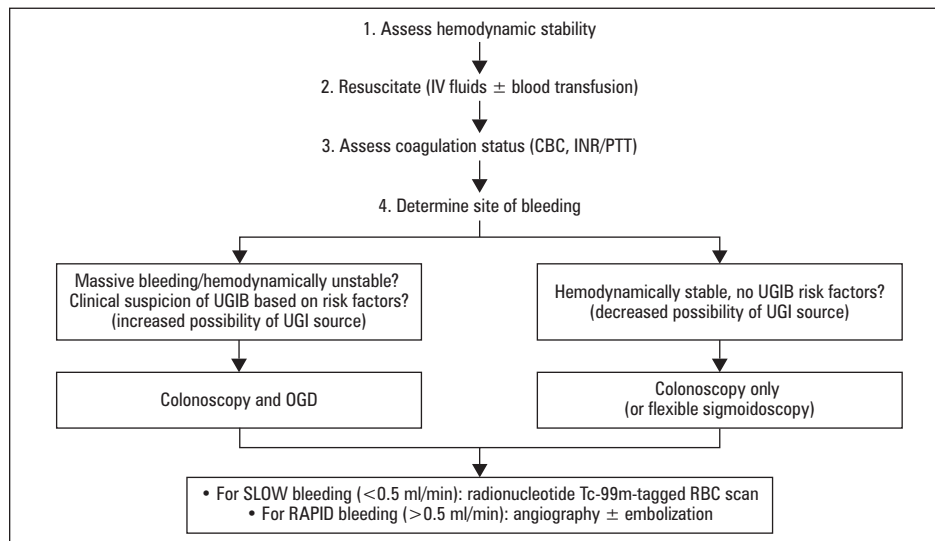 1. Assess hemodynamic stability
2. Resuscitate (IV fluids ± blood transfusion)
3. Assess coagulation status (CBC, INR/PTT)
4. Determine site of bleeding
Massive bleeding/hemodynamically unstable?
Clinical suspicion of UGIB based on risk factors?
(increased possibility of UGI source)
Hemodynamically stable, no UGIB risk factors?
(decreased possibility of UGI source)
Colonoscopy and OGD
Colonoscopy only
(or flexible sigmoidoscopy)
• For SLOW bleeding (<0.5 ml/min): radionucleotide Tc-99m-tagged RBC scan
• For RAPID bleeding (>0.5 ml/min): angiography ± embolization